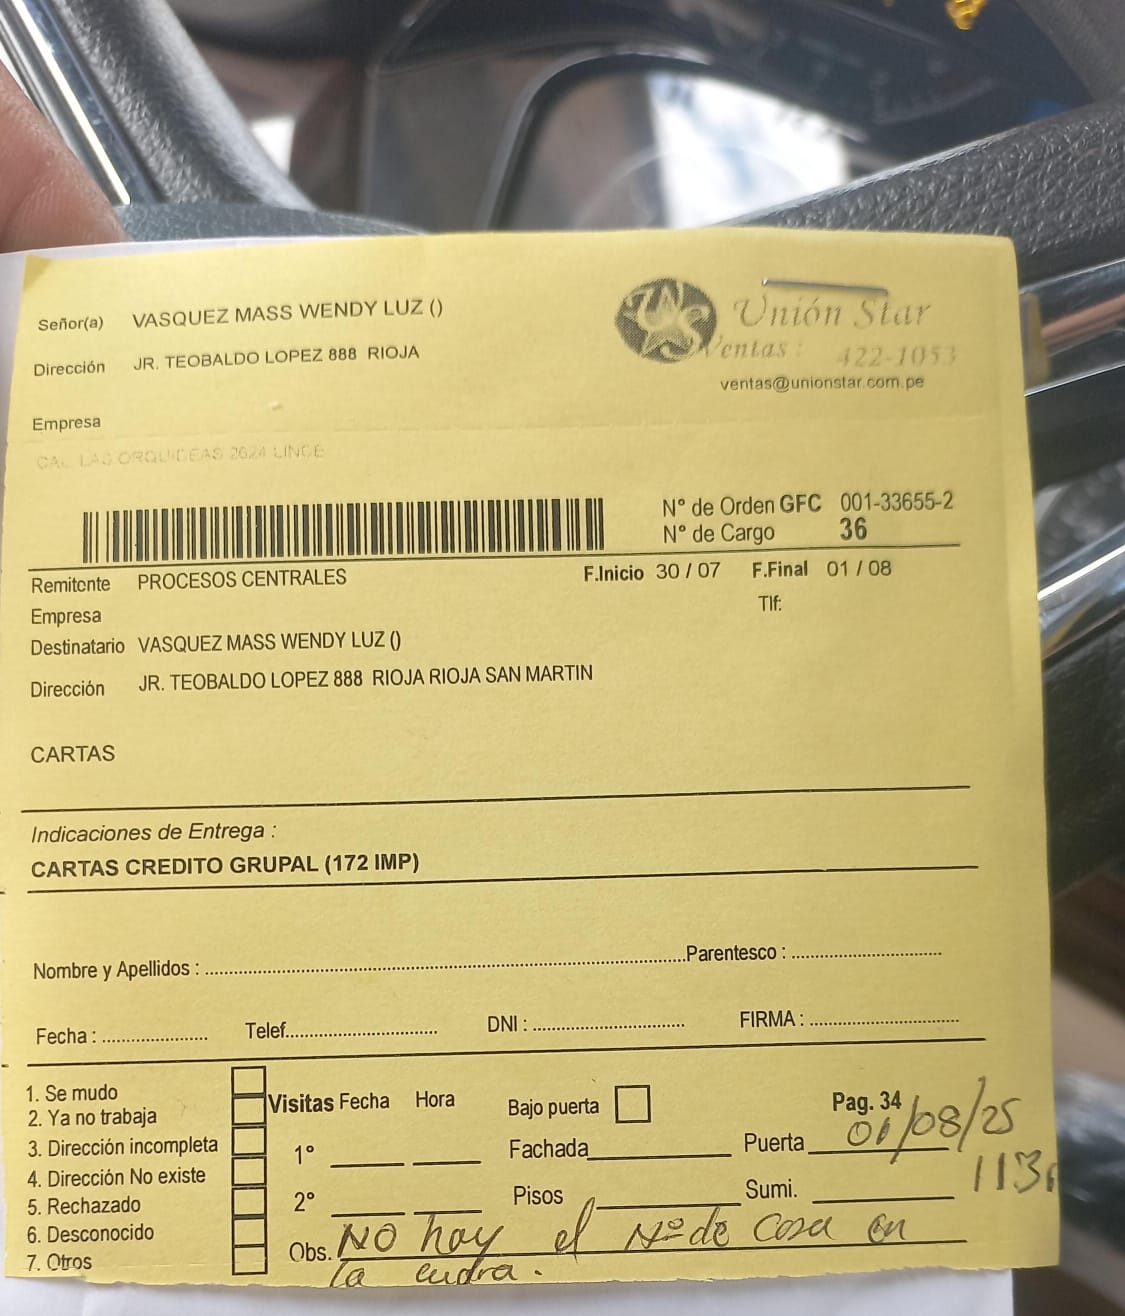 Señor(a) VASQUEZ MASS WENDY LUZ ()
Unión Star
Dirección JR. TEOBALDO LOPEZ 888 RIOJA
Ventas: 422-1053
ventas@unionstar.com.pe
Empresa
CAL. LAS ORQUIDEAS 2624 LINCE
Nº de Orden GFC 001-33655-2
Nº de Cargo 36
Remitente PROCESOS CENTRALES F.Inicio 30 / 07 F.Final 01 / 08
Empresa Tlf:
Destinatario VASQUEZ MASS WENDY LUZ ()
Dirección JR. TEOBALDO LOPEZ 888 RIOJA RIOJA SAN MARTIN
CARTAS
Indicaciones de Entrega :
CARTAS CREDITO GRUPAL (172 IMP)
Nombre y Apellidos : Parentesco :
Fecha : Telef. DNI : FIRMA :
1. Se mudo
2. Ya no trabaja
3. Dirección incompleta
4. Dirección No existe
5. Rechazado
6. Desconocido
7. Otros
Visitas Fecha Hora Bajo puerta Pag. 34
1º Fachada Puerta 01/08/25
2º Pisos Sumi.
Obs. NO hay el Nº de casa en
la cudra.